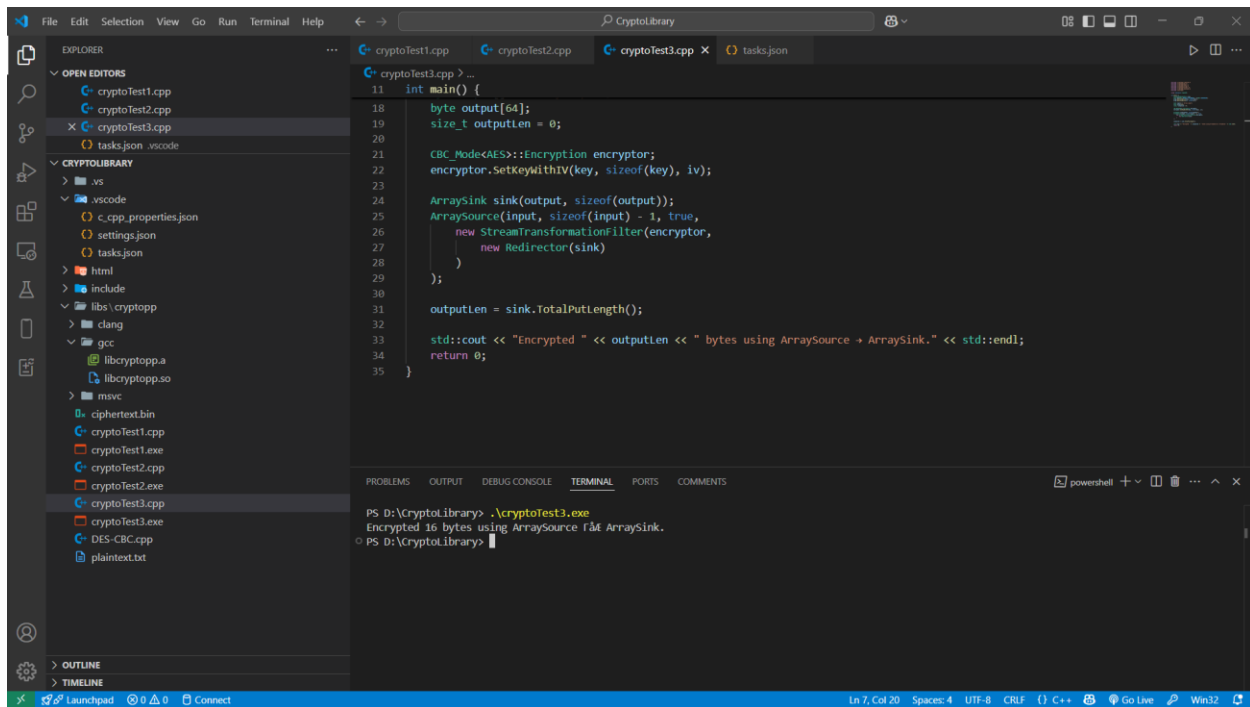 File Edit Selection View Go Run Terminal Help
CryptoLibrary
EXPLORER
OPEN EDITORS
cryptoTest1.cpp
cryptoTest2.cpp
cryptoTest3.cpp
tasks.json .vscode
CRYPTOLIBRARY
.vs
.vscode
c_cpp_properties.json
settings.json
tasks.json
html
include
libs\cryptopp
clang
gcc
libcryptopp.a
libcryptopp.so
msvc
ciphertext.bin
cryptoTest1.cpp
cryptoTest1.exe
cryptoTest2.cpp
cryptoTest2.exe
cryptoTest3.cpp
cryptoTest3.exe
DES-CBC.cpp
plaintext.txt
OUTLINE
TIMELINE
cryptoTest1.cpp cryptoTest2.cpp cryptoTest3.cpp tasks.json
cryptoTest3.cpp > ...
11 int main() {
18 byte output[64];
19 size_t outputLen = 0;
20
21 CBC_Mode<AES>::Encryption encryptor;
22 encryptor.SetKeyWithIV(key, sizeof(key), iv);
23
24 ArraySink sink(output, sizeof(output));
25 ArraySource(input, sizeof(input) - 1, true,
26 new StreamTransformationFilter(encryptor,
27 new Redirector(sink)
28 )
29 );
30
31 outputLen = sink.TotalPutLength();
32
33 std::cout << "Encrypted " << outputLen << " bytes using ArraySource → ArraySink." << std::endl;
34 return 0;
35 }
PROBLEMS OUTPUT DEBUG CONSOLE TERMINAL PORTS COMMENTS
powershell
PS D:\CryptoLibrary> .\cryptoTest3.exe
Encrypted 16 bytes using ArraySource ΓåÆ ArraySink.
PS D:\CryptoLibrary>
Launchpad 0 0 Connect
Ln 7, Col 20 Spaces: 4 UTF-8 CRLF {} C++ Go Live Win32